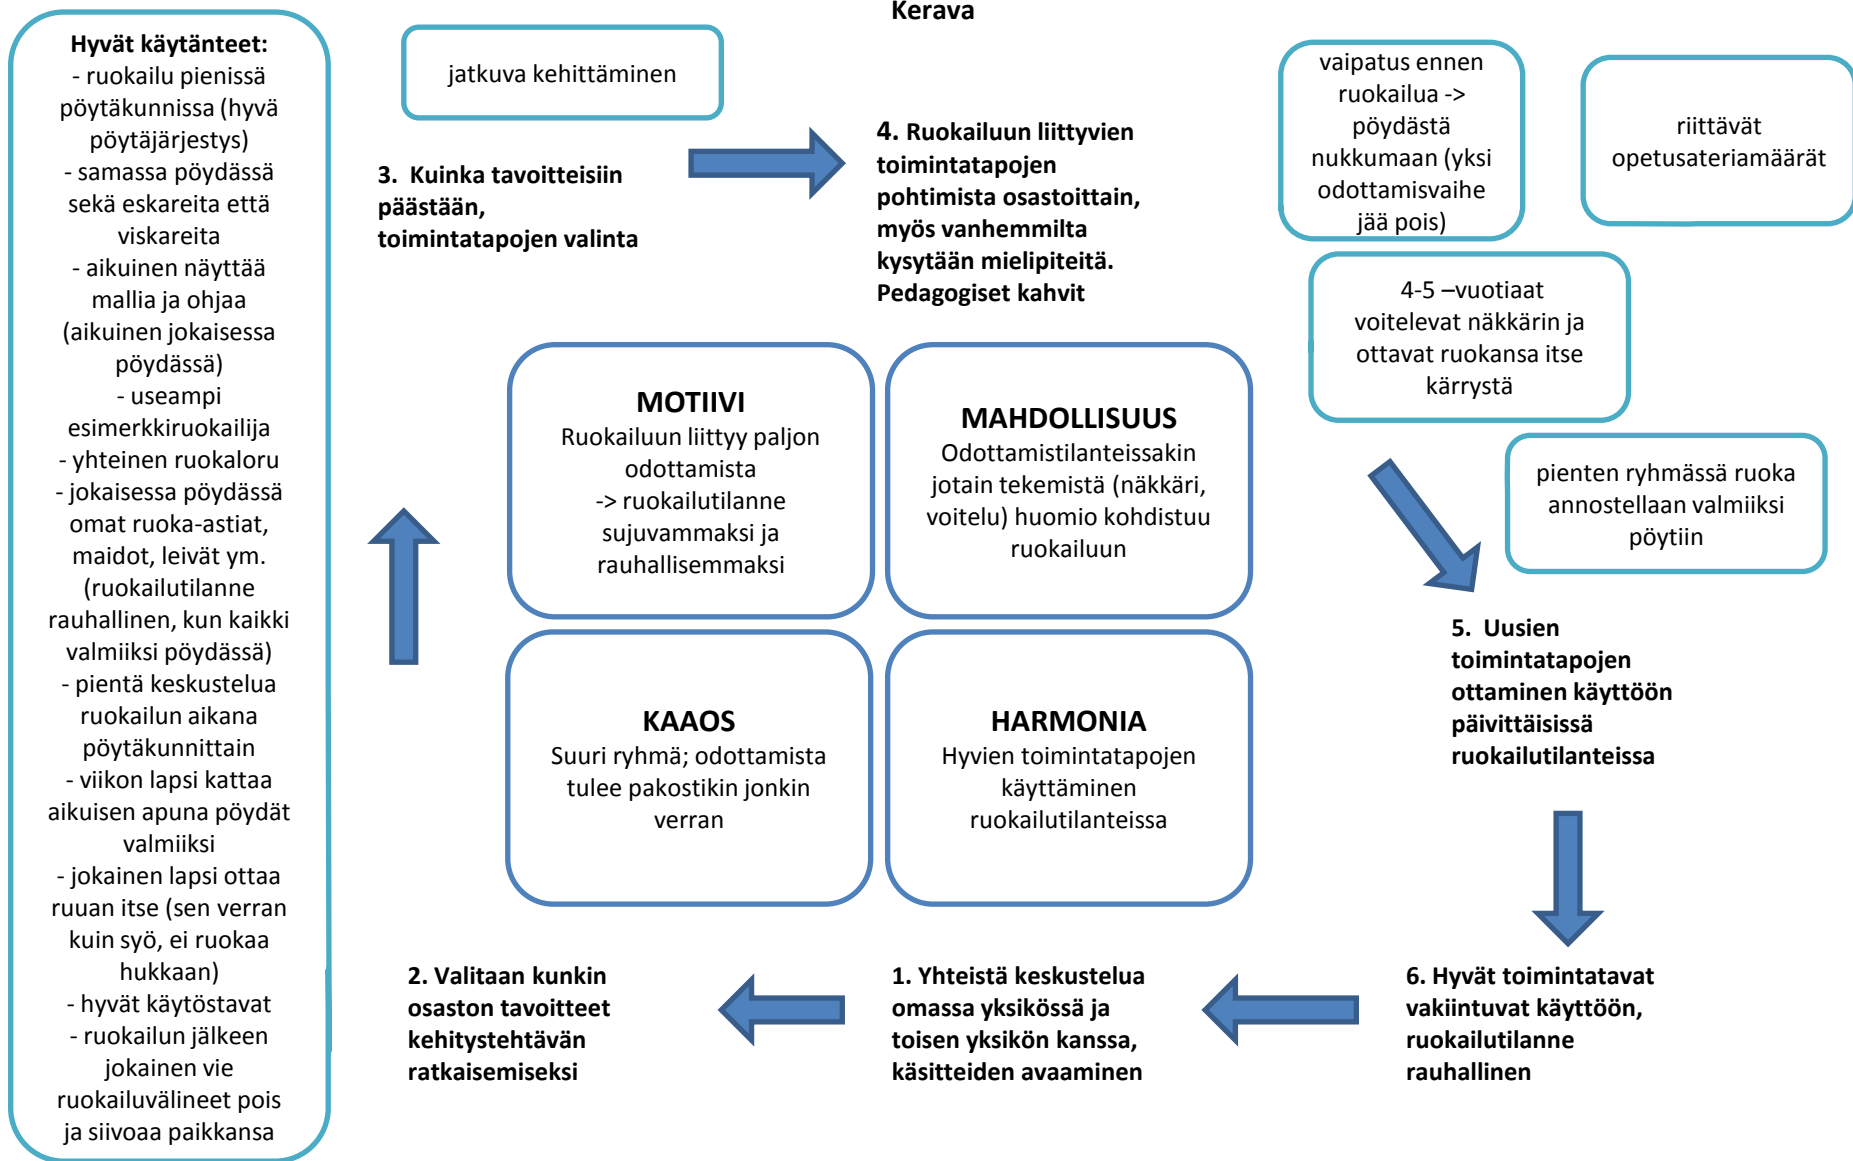 Kerava
Hyvät käytänteet:
- ruokailu pienissä
pöytäkunnissa (hyvä
pöytäjärjestys)
- samassa pöydässä
sekä eskareita että
viskareita
- aikuinen näyttää
mallia ja ohjaa
(aikuinen jokaisessa
pöydässä)
- useampi
esimerkkiruokailija
- yhteinen ruokaloru
- jokaisessa pöydässä
omat ruoka-astiat,
maidot, leivät ym.
(ruokailutilanne
rauhallinen, kun kaikki
valmiiksi pöydässä)
- pientä keskustelua
ruokailun aikana
pöytäkunnittain
- viikon lapsi kattaa
aikuisen apuna pöydät
valmiiksi
- jokainen lapsi ottaa
ruuan itse (sen verran
kuin syö, ei ruokaa
hukkaan)
- hyvät käytöstavat
- ruokailun jälkeen
jokainen vie
ruokailuvälineet pois
ja siivoaa paikkansa
jatkuva kehittäminen
3. Kuinka tavoitteisiin
päästään,
toimintatapojen valinta
4. Ruokailuun liittyvien
toimintatapojen
pohtimista osastoittain,
myös vanhemmilta
kysytään mielipiteitä.
Pedagogiset kahvit
vaipatus ennen
ruokailua ->
pöydästä
nukkumaan (yksi
odottamisvaihe
jää pois)
riittävät
opetusateriamäärät
4-5 –vuotiaat
voitelevat näkkärin ja
ottavat ruokansa itse
kärrystä
pienten ryhmässä ruoka
annostellaan valmiiksi
pöytiin
MOTIIVI
Ruokailuun liittyy paljon
odottamista
-> ruokailutilanne
sujuvammaksi ja
rauhallisemmaksi
MAHDOLLISUUS
Odottamistilanteissakin
jotain tekemistä (näkkäri,
voitelu) huomio kohdistuu
ruokailuun
KAAOS
Suuri ryhmä; odottamista
tulee pakostikin jonkin
verran
HARMONIA
Hyvien toimintatapojen
käyttäminen
ruokailutilanteissa
5. Uusien
toimintatapojen
ottaminen käyttöön
päivittäisissä
ruokailutilanteissa
2. Valitaan kunkin
osaston tavoitteet
kehitystehtävän
ratkaisemiseksi
1. Yhteistä keskustelua
omassa yksikössä ja
toisen yksikön kanssa,
käsitteiden avaaminen
6. Hyvät toimintatavat
vakiintuvat käyttöön,
ruokailutilanne
rauhallinen